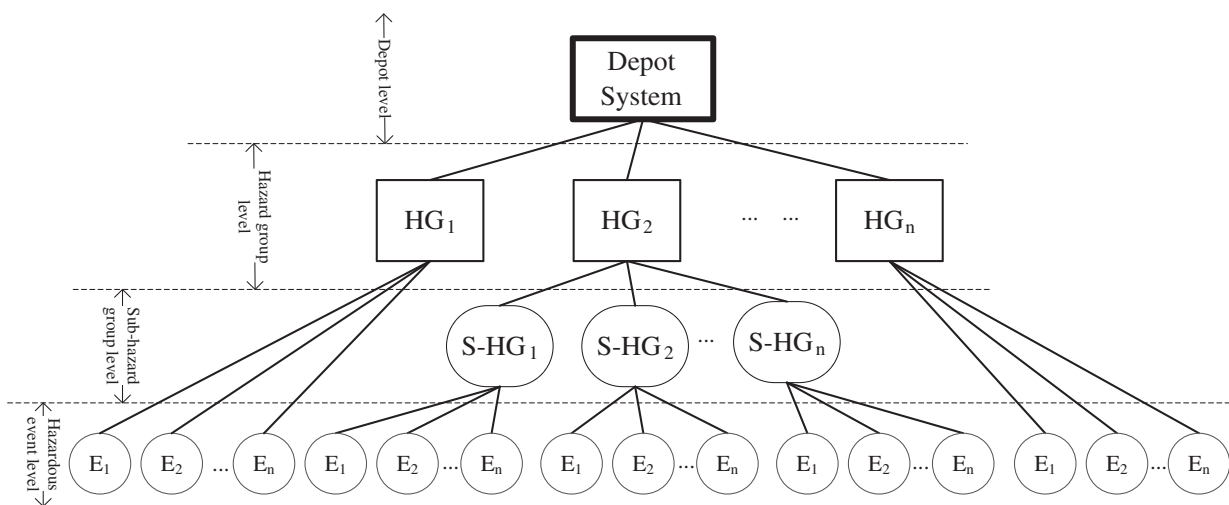 Depot level
Depot
System
Hazard group
level
HG₁
HG₂
... ...
HGₙ
Sub-hazard
group level
S-HG₁
S-HG₂
...
S-HGₙ
Hazardous
event level
E₁
E₂
...
Eₙ
E₁
E₂
...
Eₙ
E₁
E₂
...
Eₙ
E₁
E₂
...
Eₙ
E₁
E₂
...
Eₙ